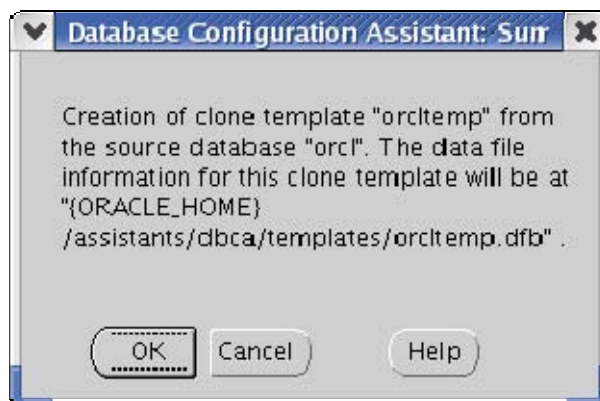 Database Configuration Assistant: Sum
Creation of clone template "orcltemp" from
the source database "orcl". The data file
information for this clone template will be at
"{ORACLE_HOME}
/assistants/dbca/templates/orcltemp.dfb" .
OK
Cancel
Help